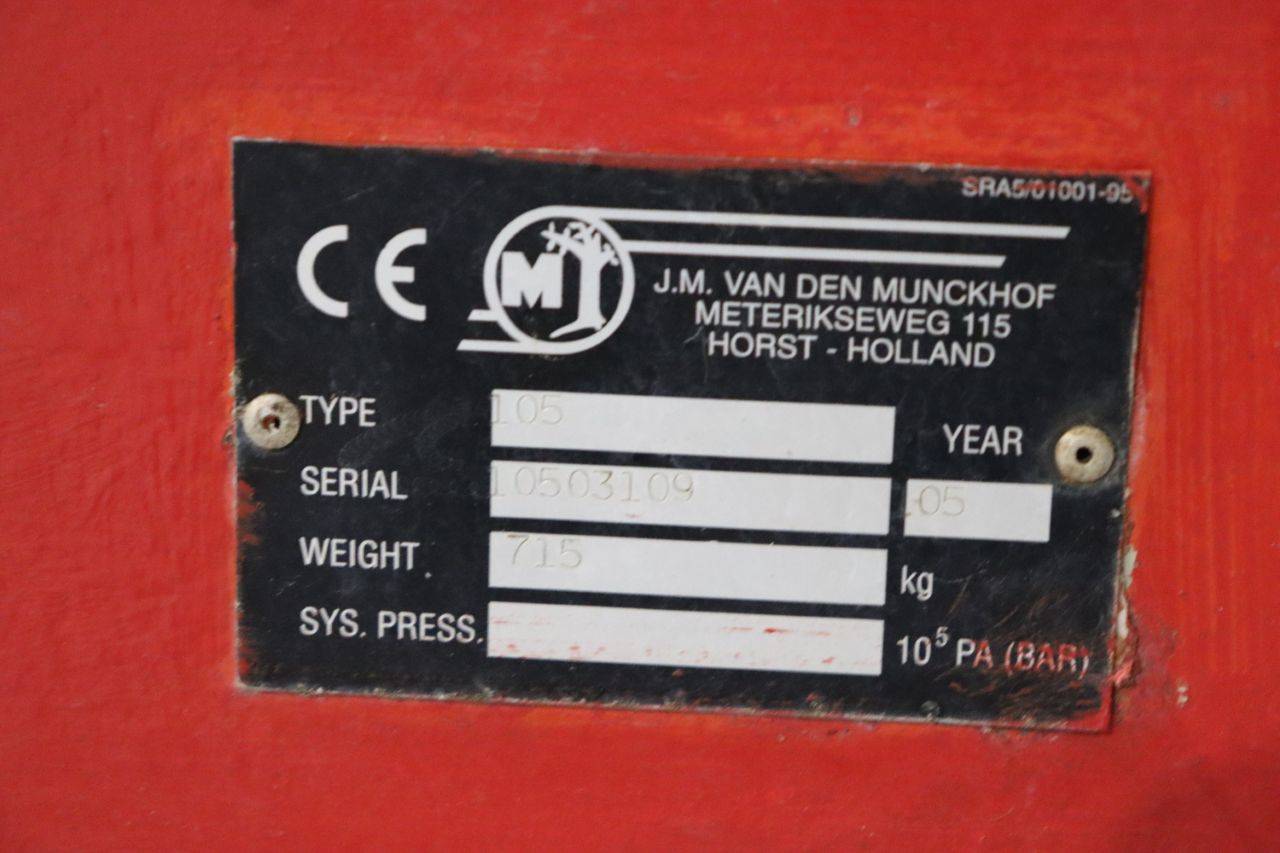 SRA5/01001-95
CE
M
J.M. VAN DEN MUNCKHOF
METERIKSEWEG 115
HORST - HOLLAND
TYPE 105
YEAR
SERIAL 10503109 05
WEIGHT 715 kg
SYS. PRESS. 10⁵ PA (BAR)